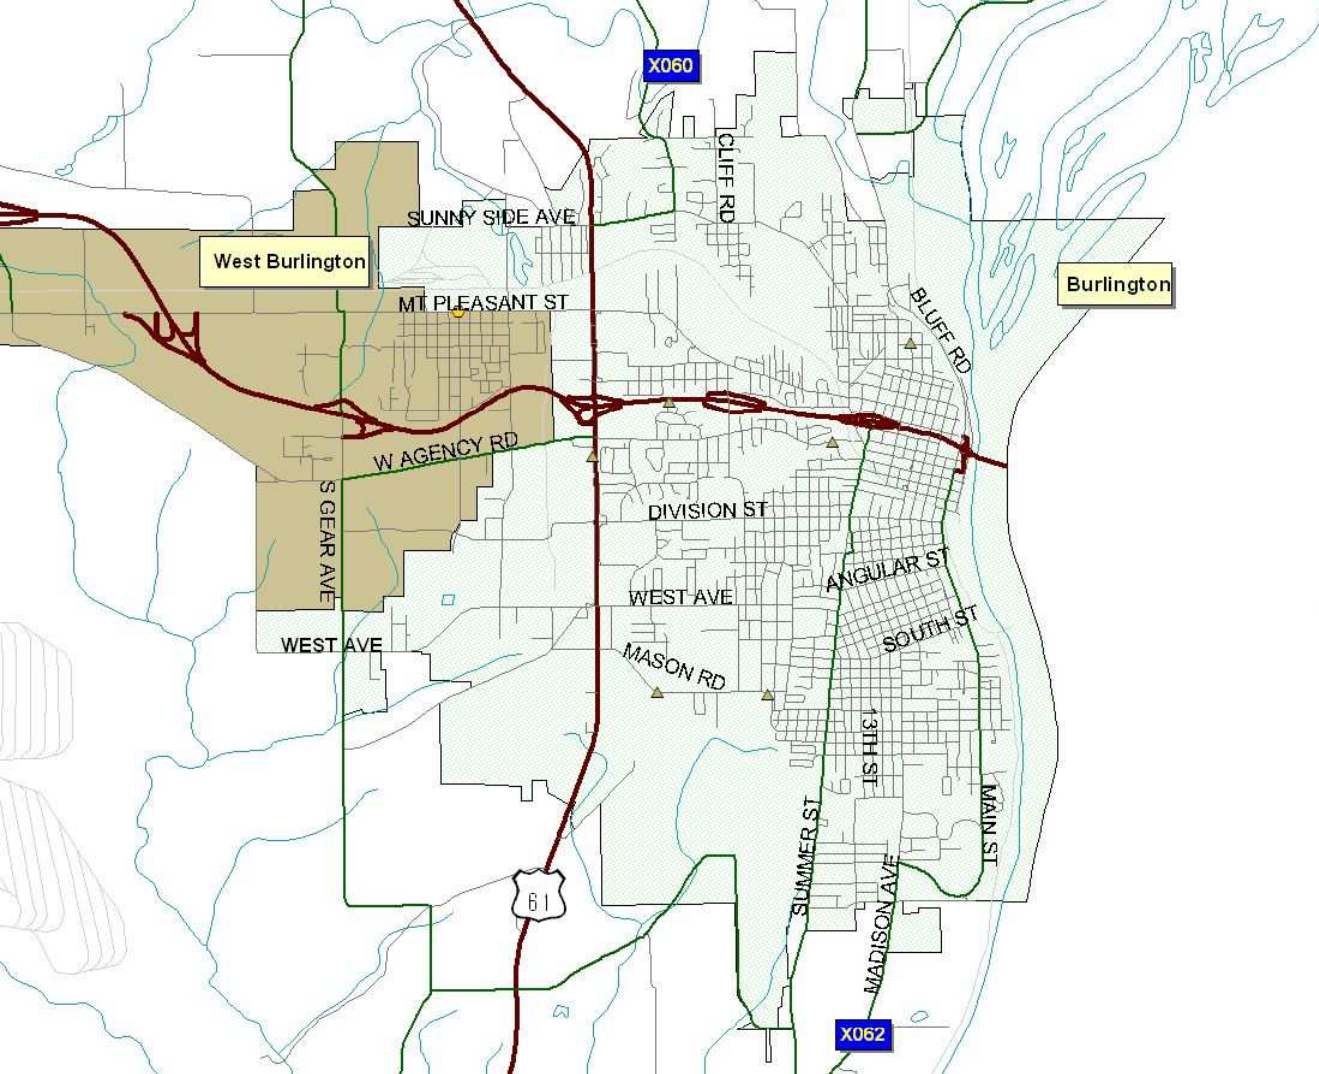 X060
CLIFF RD
SUNNY SIDE AVE
West Burlington
Burlington
MT PLEASANT ST
BLUFF RD
W AGENCY RD
S GEAR AVE
DIVISION ST
ANGULAR ST
WEST AVE
SOUTH ST
WEST AVE
MASON RD
13TH ST
MAIN ST
SUMMER ST
MADISON AVE
61
X062